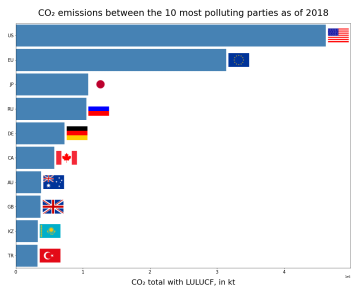 CO₂ emissions between the 10 most polluting parties as of 2018
US
EU
JP
RU
DE
CA
AU
GB
KZ
TR
0 1 2 3 4
1e6
CO₂ total with LULUCF, in kt